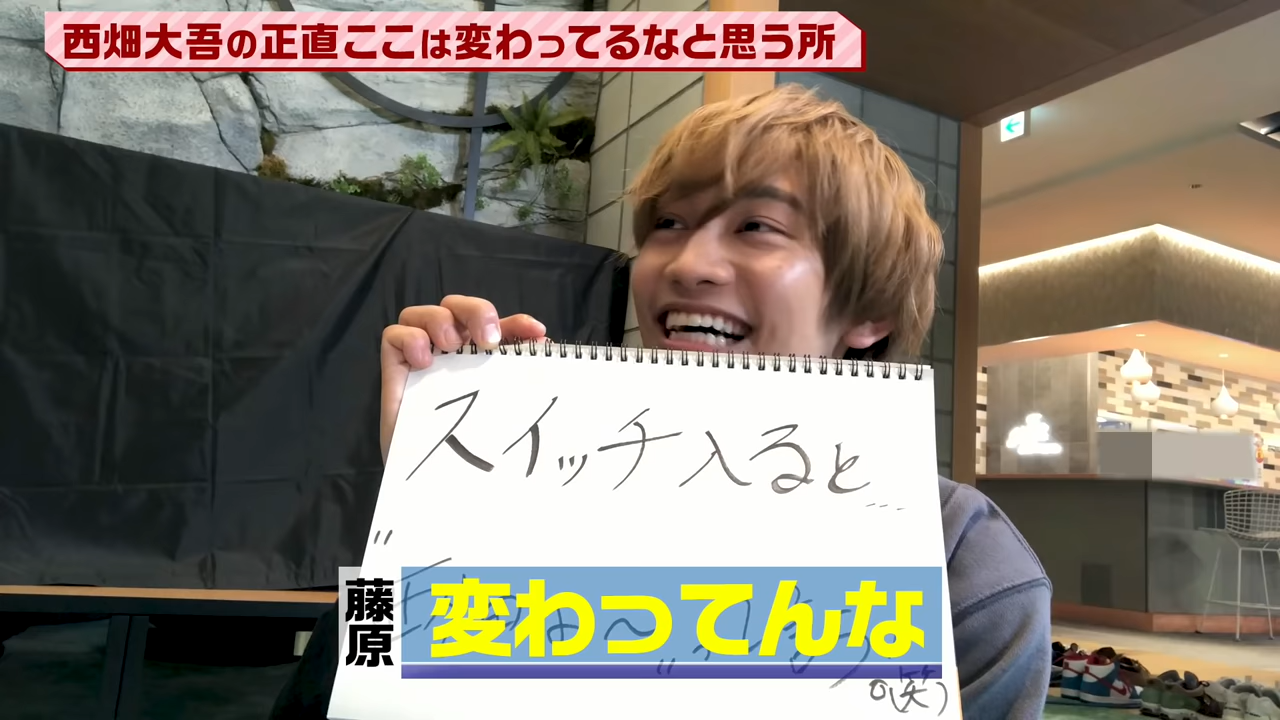 西畑大吾の正直ここは変わってるなと思う所
スイッチ入ると…
藤原
変わってんな
(笑)